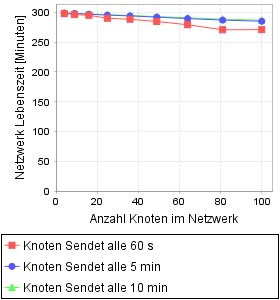 300
250
200
150
100
50
0
Netzwerk Lebenszeit [Minuten]
0 20 40 60 80 100
Anzahl Knoten im Netzwerk
Knoten Sendet alle 60 s
Knoten Sendet alle 5 min
Knoten Sendet alle 10 min